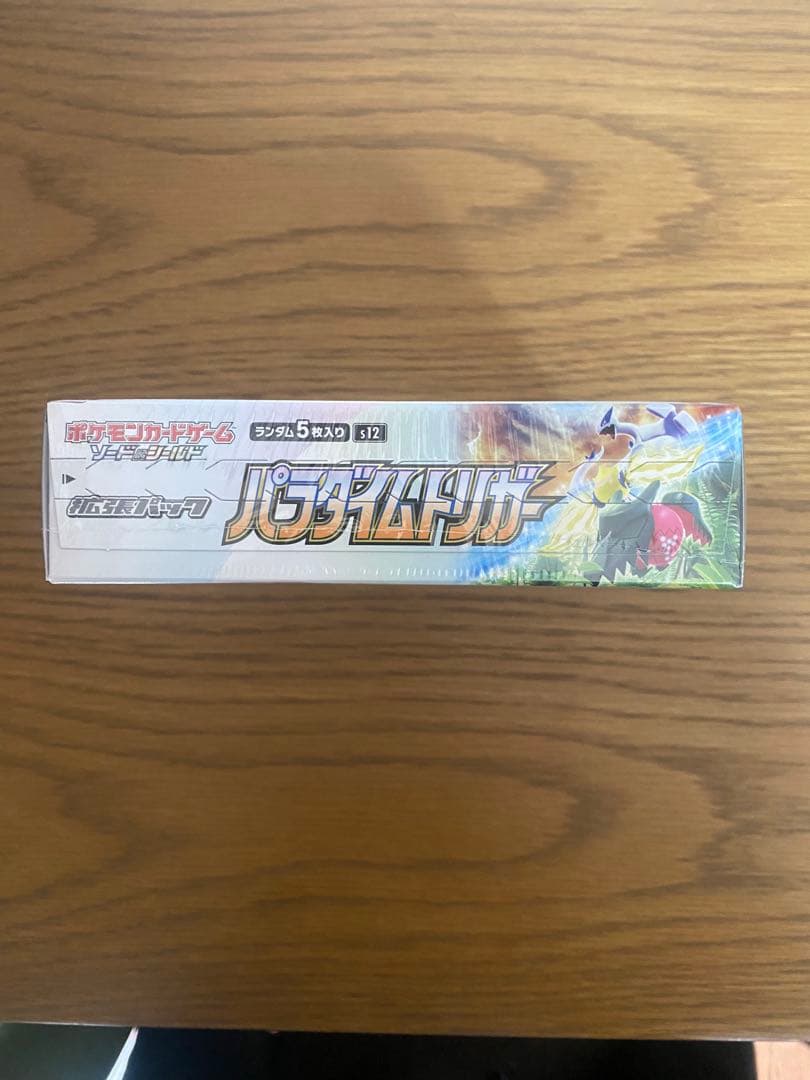 ポケモンカードゲーム
ソード&シールド
ランダム5枚入り s12
拡張パック
パラダイムトリガー